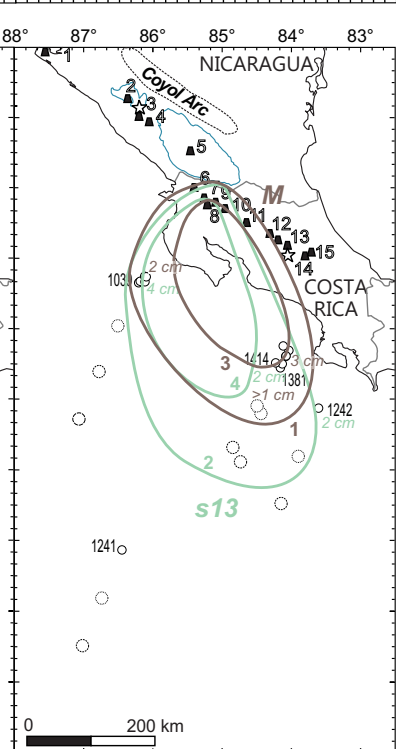 88° 87° 86° 85° 84° 83°
NICARAGUA
1
Coyol Arc
2
3
4
5
6
7
8
9
10
M
11
12
13
14
15
COSTA
RICA
2 cm
1039
4 cm
1414
3 cm
3
4
2 cm
1381
>1 cm
1
1242
2 cm
2
s13
1241
0
200 km